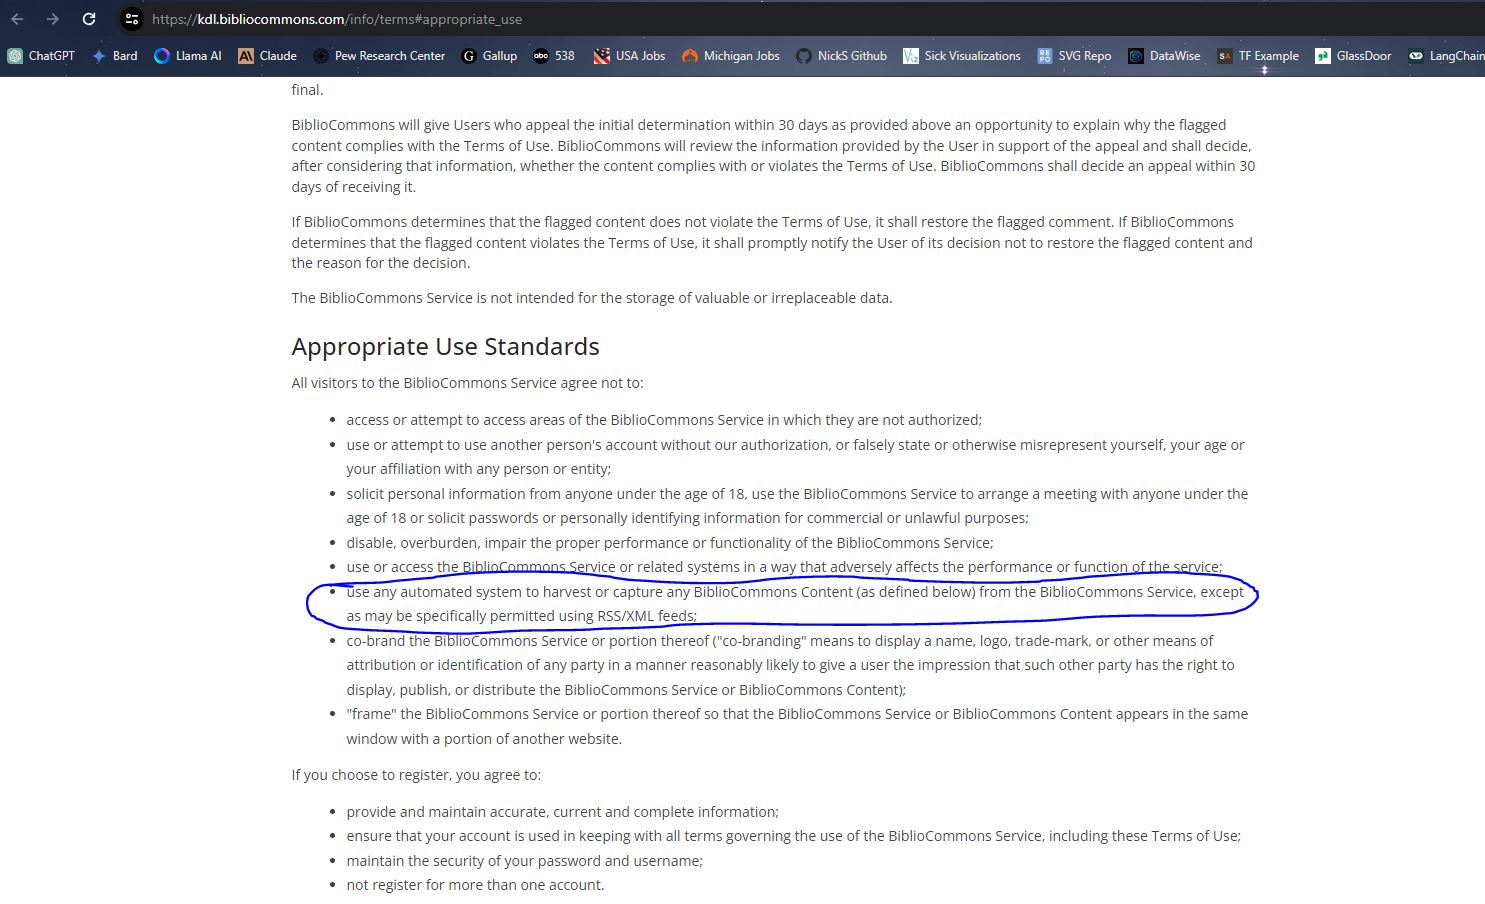 https://kdl.bibliocommons.com/info/terms#appropriate_use
ChatGPT Bard Llama AI Claude Pew Research Center G Gallup abc 538 USA Jobs Michigan Jobs NickS Github Sick Visualizations RE PO SVG Repo DataWise SA TF Example GlassDoor LangChain
final.
BiblioCommons will give Users who appeal the initial determination within 30 days as provided above an opportunity to explain why the flagged
content complies with the Terms of Use. BiblioCommons will review the information provided by the User in support of the appeal and shall decide,
after considering that information, whether the content complies with or violates the Terms of Use. BiblioCommons shall decide an appeal within 30
days of receiving it.
If BiblioCommons determines that the flagged content does not violate the Terms of Use, it shall restore the flagged comment. If BiblioCommons
determines that the flagged content violates the Terms of Use, it shall promptly notify the User of its decision not to restore the flagged content and
the reason for the decision.
The BiblioCommons Service is not intended for the storage of valuable or irreplaceable data.
Appropriate Use Standards
All visitors to the BiblioCommons Service agree not to:
• access or attempt to access areas of the BiblioCommons Service in which they are not authorized;
• use or attempt to use another person's account without our authorization, or falsely state or otherwise misrepresent yourself, your age or
your affiliation with any person or entity;
• solicit personal information from anyone under the age of 18, use the BiblioCommons Service to arrange a meeting with anyone under the
age of 18 or solicit passwords or personally identifying information for commercial or unlawful purposes;
• disable, overburden, impair the proper performance or functionality of the BiblioCommons Service;
• use or access the BiblioCommons Service or related systems in a way that adversely affects the performance or function of the service;
• use any automated system to harvest or capture any BiblioCommons Content (as defined below) from the BiblioCommons Service, except
as may be specifically permitted using RSS/XML feeds;
• co-brand the BiblioCommons Service or portion thereof ("co-branding" means to display a name, logo, trade-mark, or other means of
attribution or identification of any party in a manner reasonably likely to give a user the impression that such other party has the right to
display, publish, or distribute the BiblioCommons Service or BiblioCommons Content);
• "frame" the BiblioCommons Service or portion thereof so that the BiblioCommons Service or BiblioCommons Content appears in the same
window with a portion of another website.
If you choose to register, you agree to:
• provide and maintain accurate, current and complete information;
• ensure that your account is used in keeping with all terms governing the use of the BiblioCommons Service, including these Terms of Use;
• maintain the security of your password and username;
• not register for more than one account.